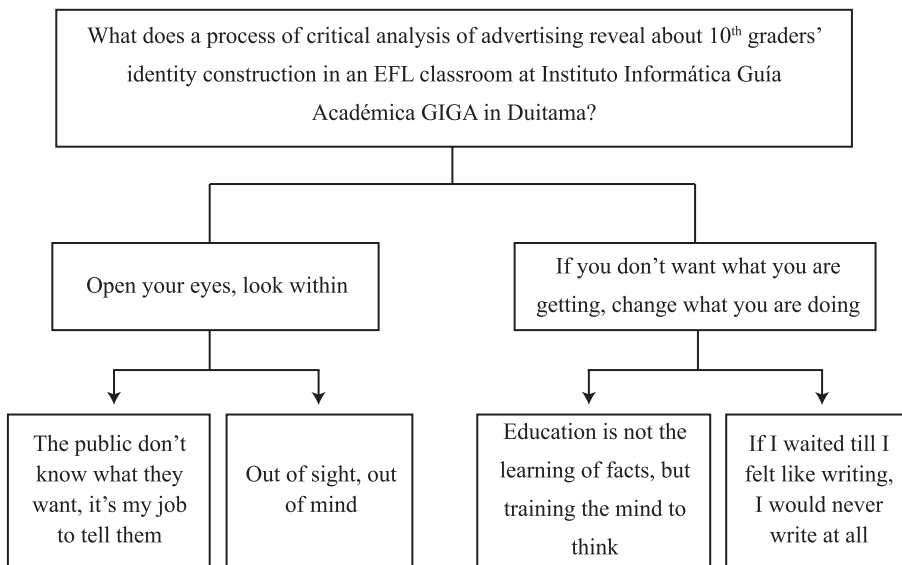 What does a process of critical analysis of advertising reveal about 10th graders’
identity construction in an EFL classroom at Instituto Informática Guía
Académica GIGA in Duitama?
Open your eyes, look within
If you don’t want what you are
getting, change what you are doing
The public don’t
know what they
want, it’s my job
to tell them
Out of sight, out
of mind
Education is not the
learning of facts, but
training the mind to
think
If I waited till I
felt like writing,
I would never
write at all